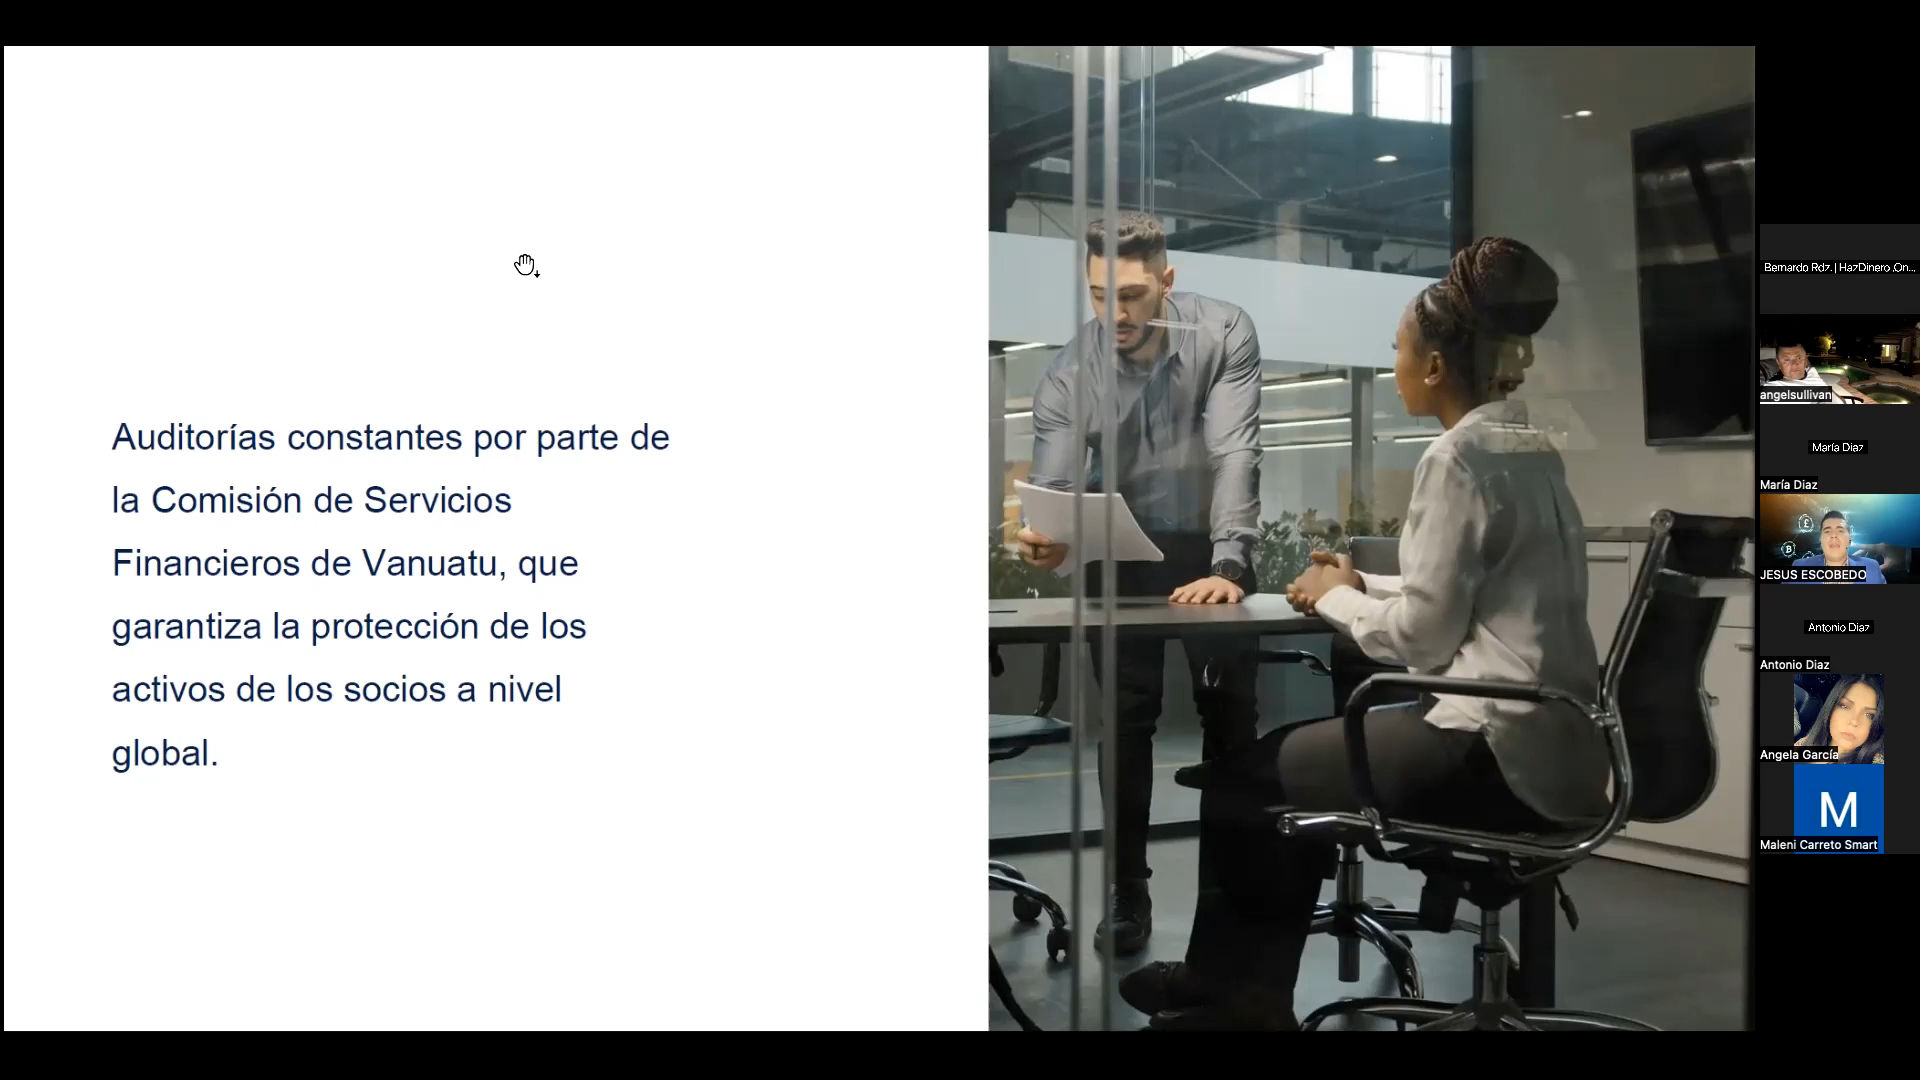 Auditorías constantes por parte de
la Comisión de Servicios
Financieros de Vanuatu, que
garantiza la protección de los
activos de los socios a nivel
global.
Bernardo Rdz. | HazDinero .On...
angelsullivan
María Diaz
María Diaz
JESUS ESCOBEDO
Antonio Diaz
Antonio Diaz
Angela García
M
Maleni Carreto Smart